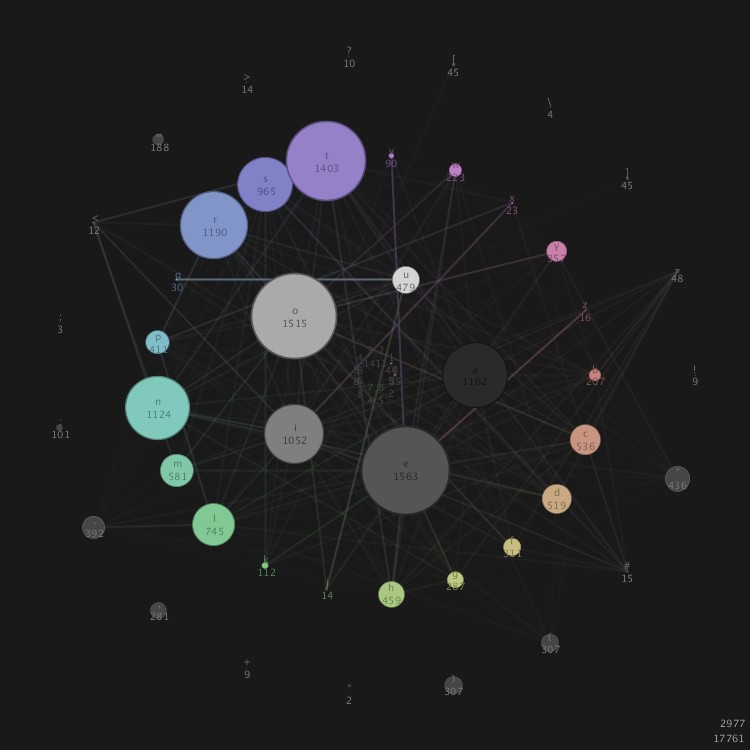 ?
10
[
45
>
14
\
4
188
t
1403
v
90
223
s
965
]
45
x
23
r
1190
<
12
y
357
u
479
48
q
30
o
1515
z
16
;
3
p
411
a
1162
207
!
9
n
1124
101
i
1052
c
536
m
581
e
1563
436
d
519
l
745
392
f
311
k
112
g
287
#
15
j
14
h
459
281
(
307
+
9
)
307
2
2977
17761